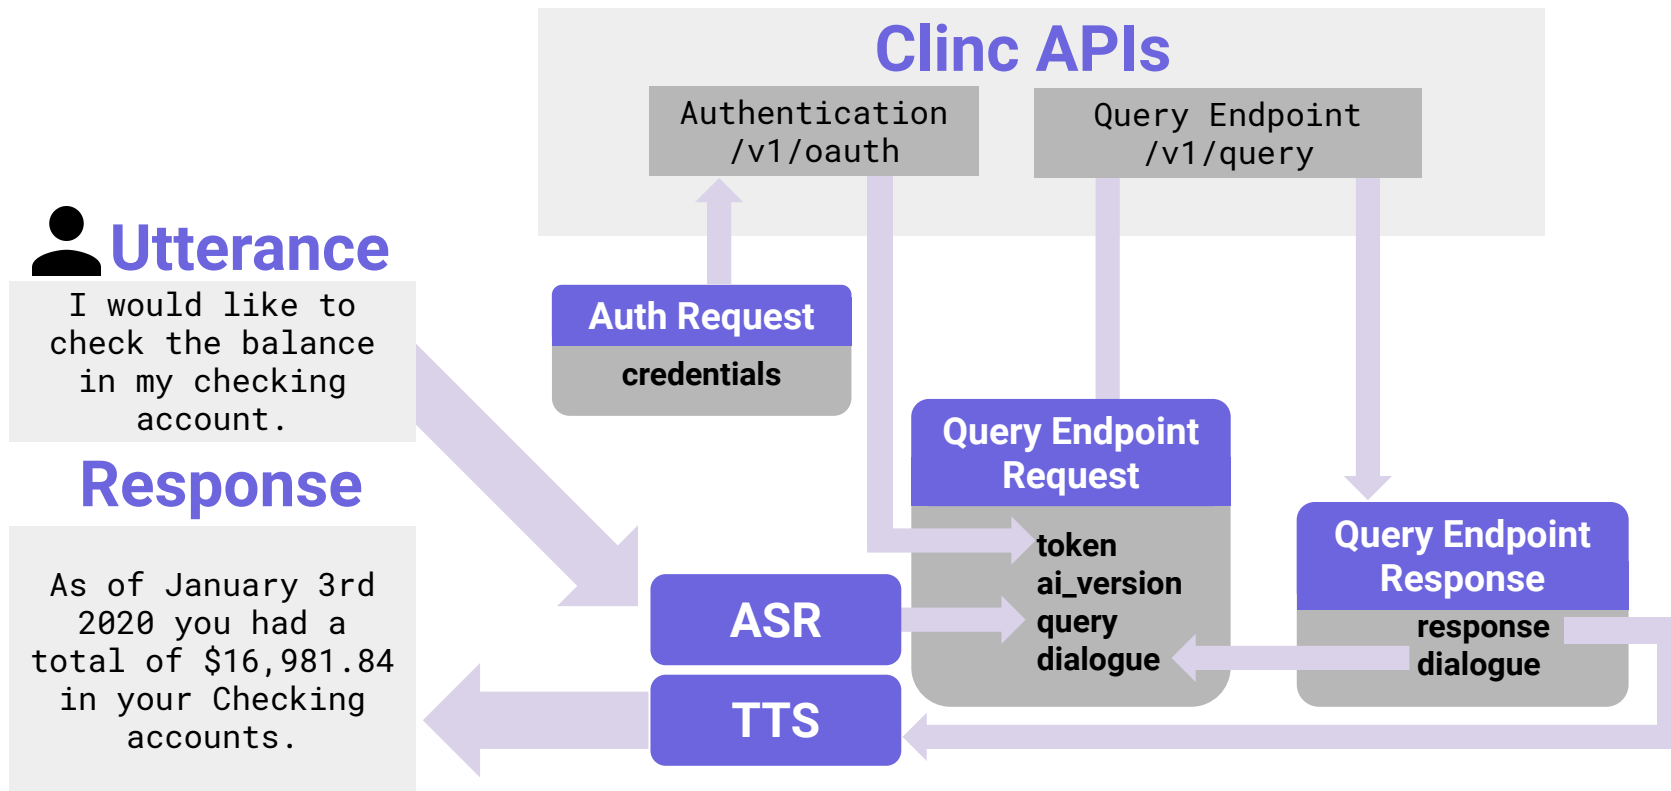 Clinc APIs
Authentication
/v1/oauth
Query Endpoint
/v1/query
Utterance
I would like to
check the balance
in my checking
account.
Auth Request
credentials
Query Endpoint
Request
token
ai_version
query
dialogue
Query Endpoint
Response
response
dialogue
Response
As of January 3rd
2020 you had a
total of $16,981.84
in your Checking
accounts.
ASR
TTS